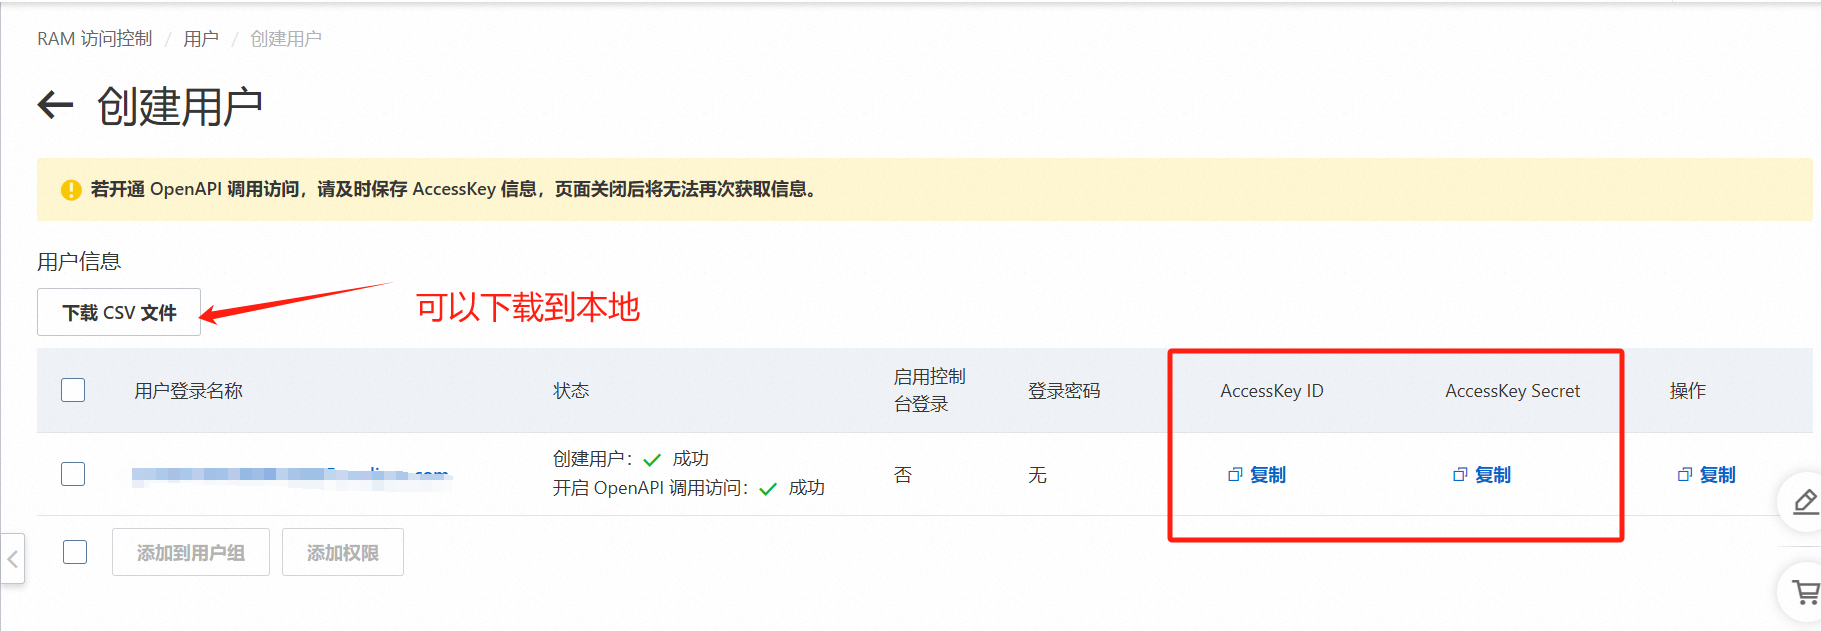 RAM 访问控制 / 用户 / 创建用户
创建用户
若开通 OpenAPI 调用访问，请及时保存 AccessKey 信息，页面关闭后将无法再次获取信息。
用户信息
下载 CSV 文件
可以下载到本地
用户登录名称 状态 启用控制台登录 登录密码 AccessKey ID AccessKey Secret 操作
创建用户： 成功
开启 OpenAPI 调用访问： 成功
否 无 复制 复制 复制
添加到用户组 添加权限